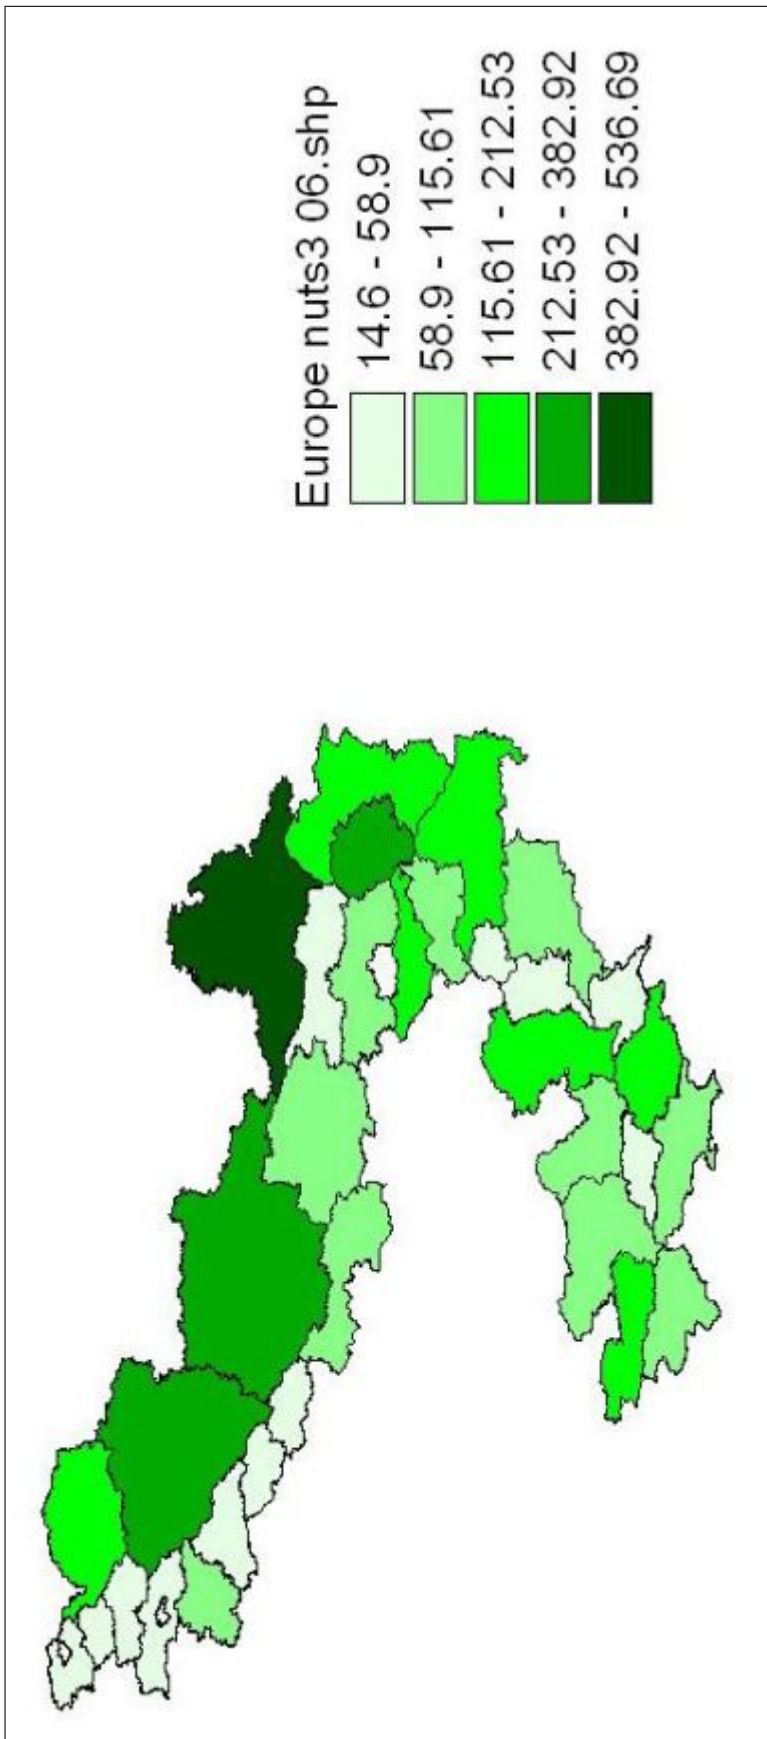 Europe nuts3 06.shp
14.6 - 58.9
58.9 - 115.61
115.61 - 212.53
212.53 - 382.92
382.92 - 536.69